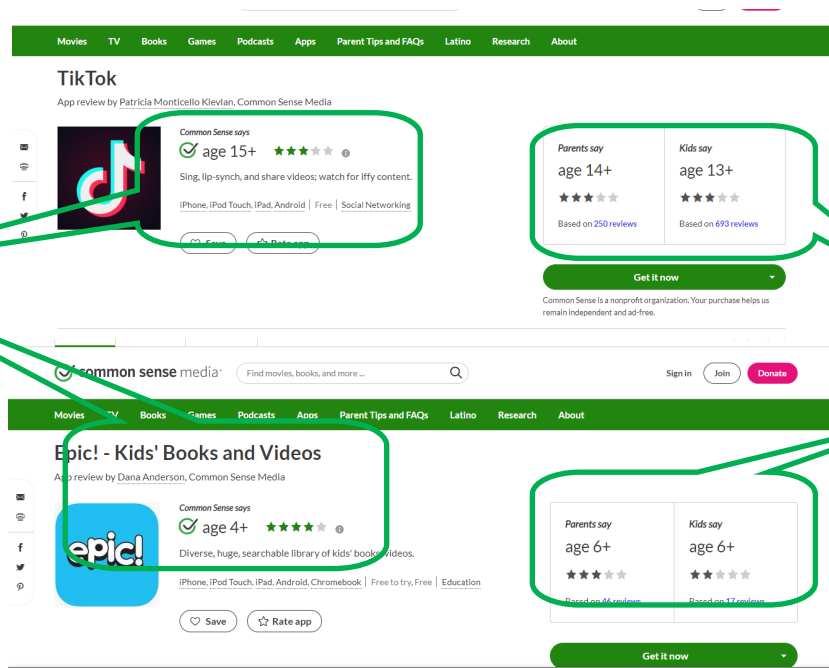 Movies TV Books Games Podcasts Apps Parent Tips and FAQs Latino Research About
TikTok
App review by Patricia Monticello Kievlan, Common Sense Media
Common Sense says
age 15+
Sing, lip-synch, and share videos; watch for iffy content.
iPhone, iPod Touch, iPad, Android | Free | Social Networking
Save Rate app
Parents say Kids say
age 14+ age 13+
Based on 250 reviews Based on 693 reviews
Get it now
Common Sense is a nonprofit organization. Your purchase helps us
remain independent and ad-free.
common sense media Find movies, books, and more ... Sign in Join Donate
Movies TV Books Games Podcasts Apps Parent Tips and FAQs Latino Research About
Epic! - Kids' Books and Videos
App review by Dana Anderson, Common Sense Media
epic!
Common Sense says
age 4+
Diverse, huge, searchable library of kids' books, videos.
iPhone, iPod Touch, iPad, Android, Chromebook | Free to try, Free | Education
Save Rate app
Parents say Kids say
age 6+ age 6+
Based on 46 reviews Based on 17 reviews
Get it now